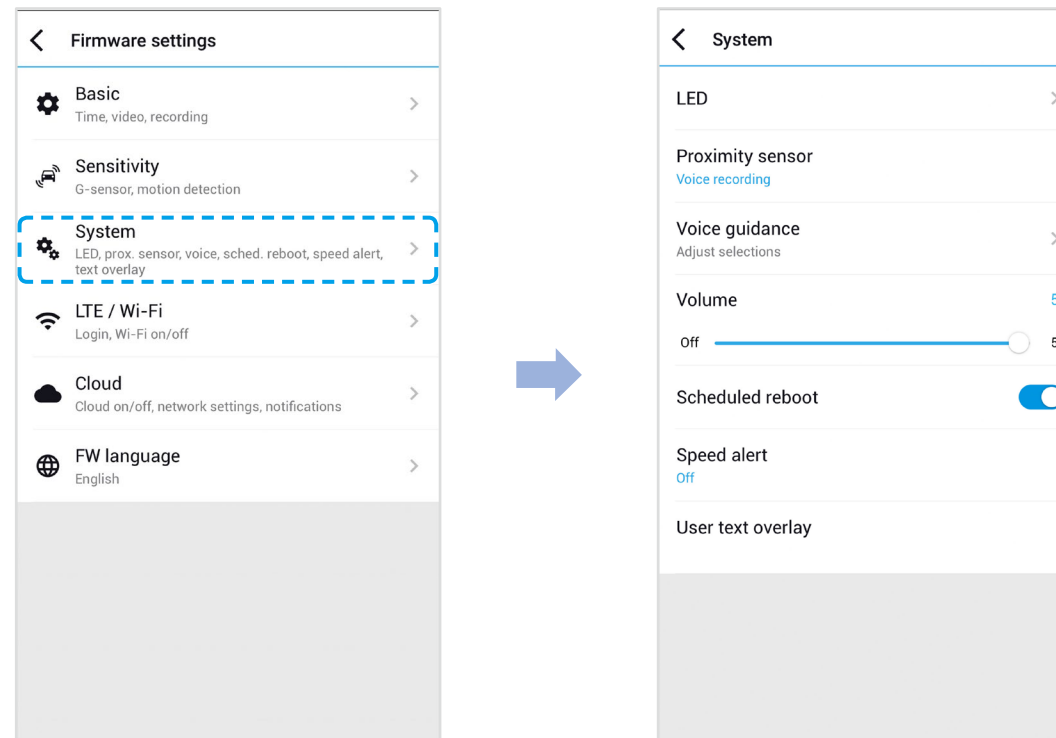 Firmware settings
Basic
Time, video, recording
Sensitivity
G-sensor, motion detection
System
LED, prox. sensor, voice, sched. reboot, speed alert,
text overlay
LTE / Wi-Fi
Login, Wi-Fi on/off
Cloud
Cloud on/off, network settings, notifications
FW language
English
System
LED
Proximity sensor
Voice recording
Voice guidance
Adjust selections
Volume 5
Off 5
Scheduled reboot
Speed alert
Off
User text overlay